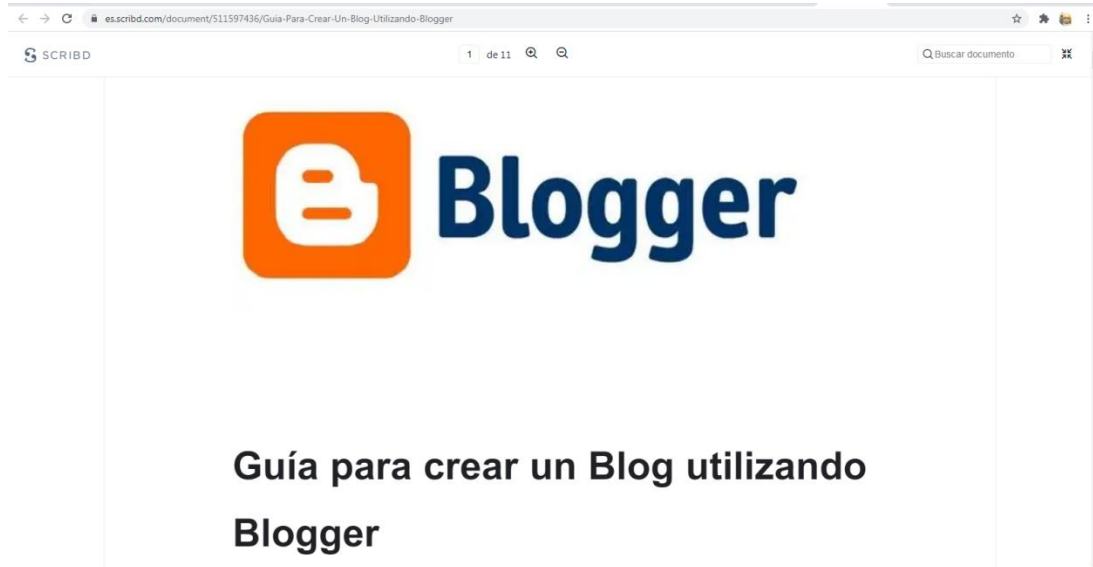 es.scribd.com/document/511597436/Guia-Para-Crear-Un-Blog-Utilizando-Blogger
SCRIBD
1 de 11
Buscar documento
Blogger
Guía para crear un Blog utilizando
Blogger